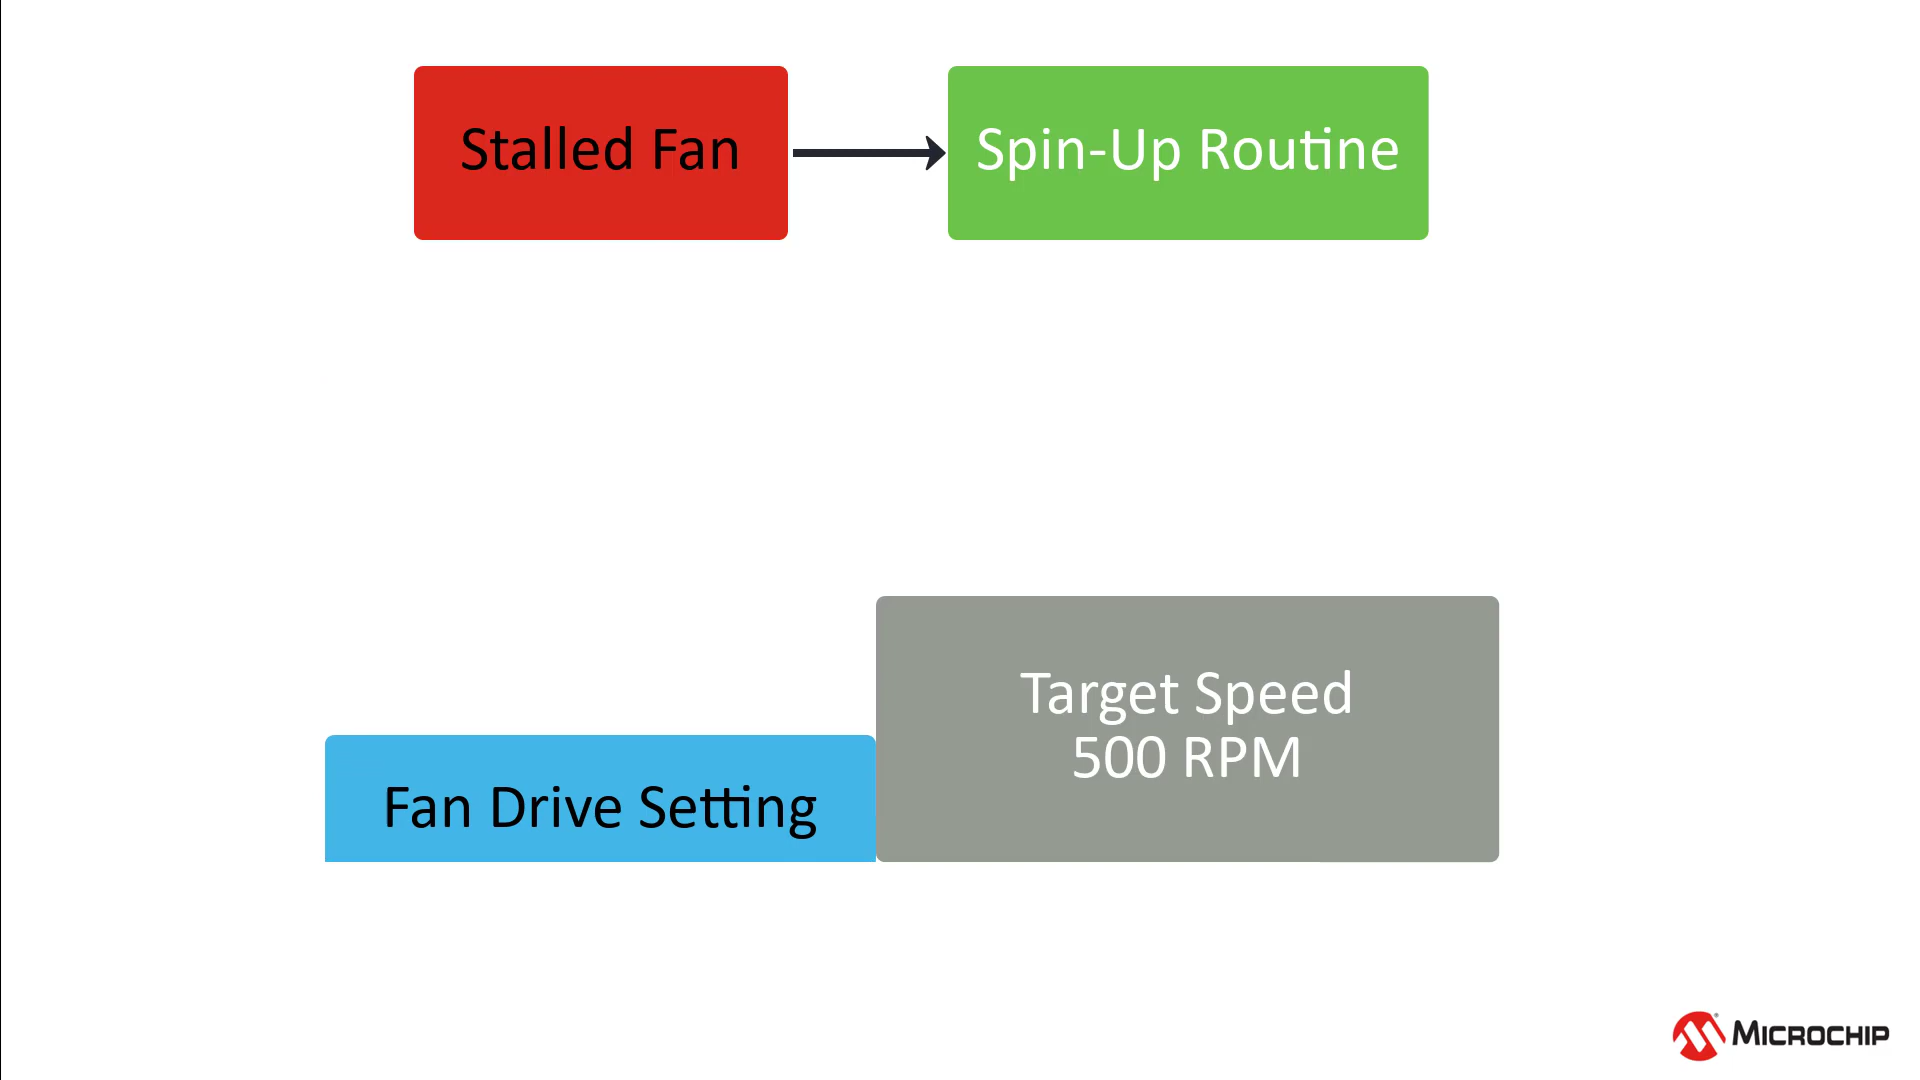 Stalled Fan
Spin-Up Routine
Target Speed
500 RPM
Fan Drive Setting
MICROCHIP